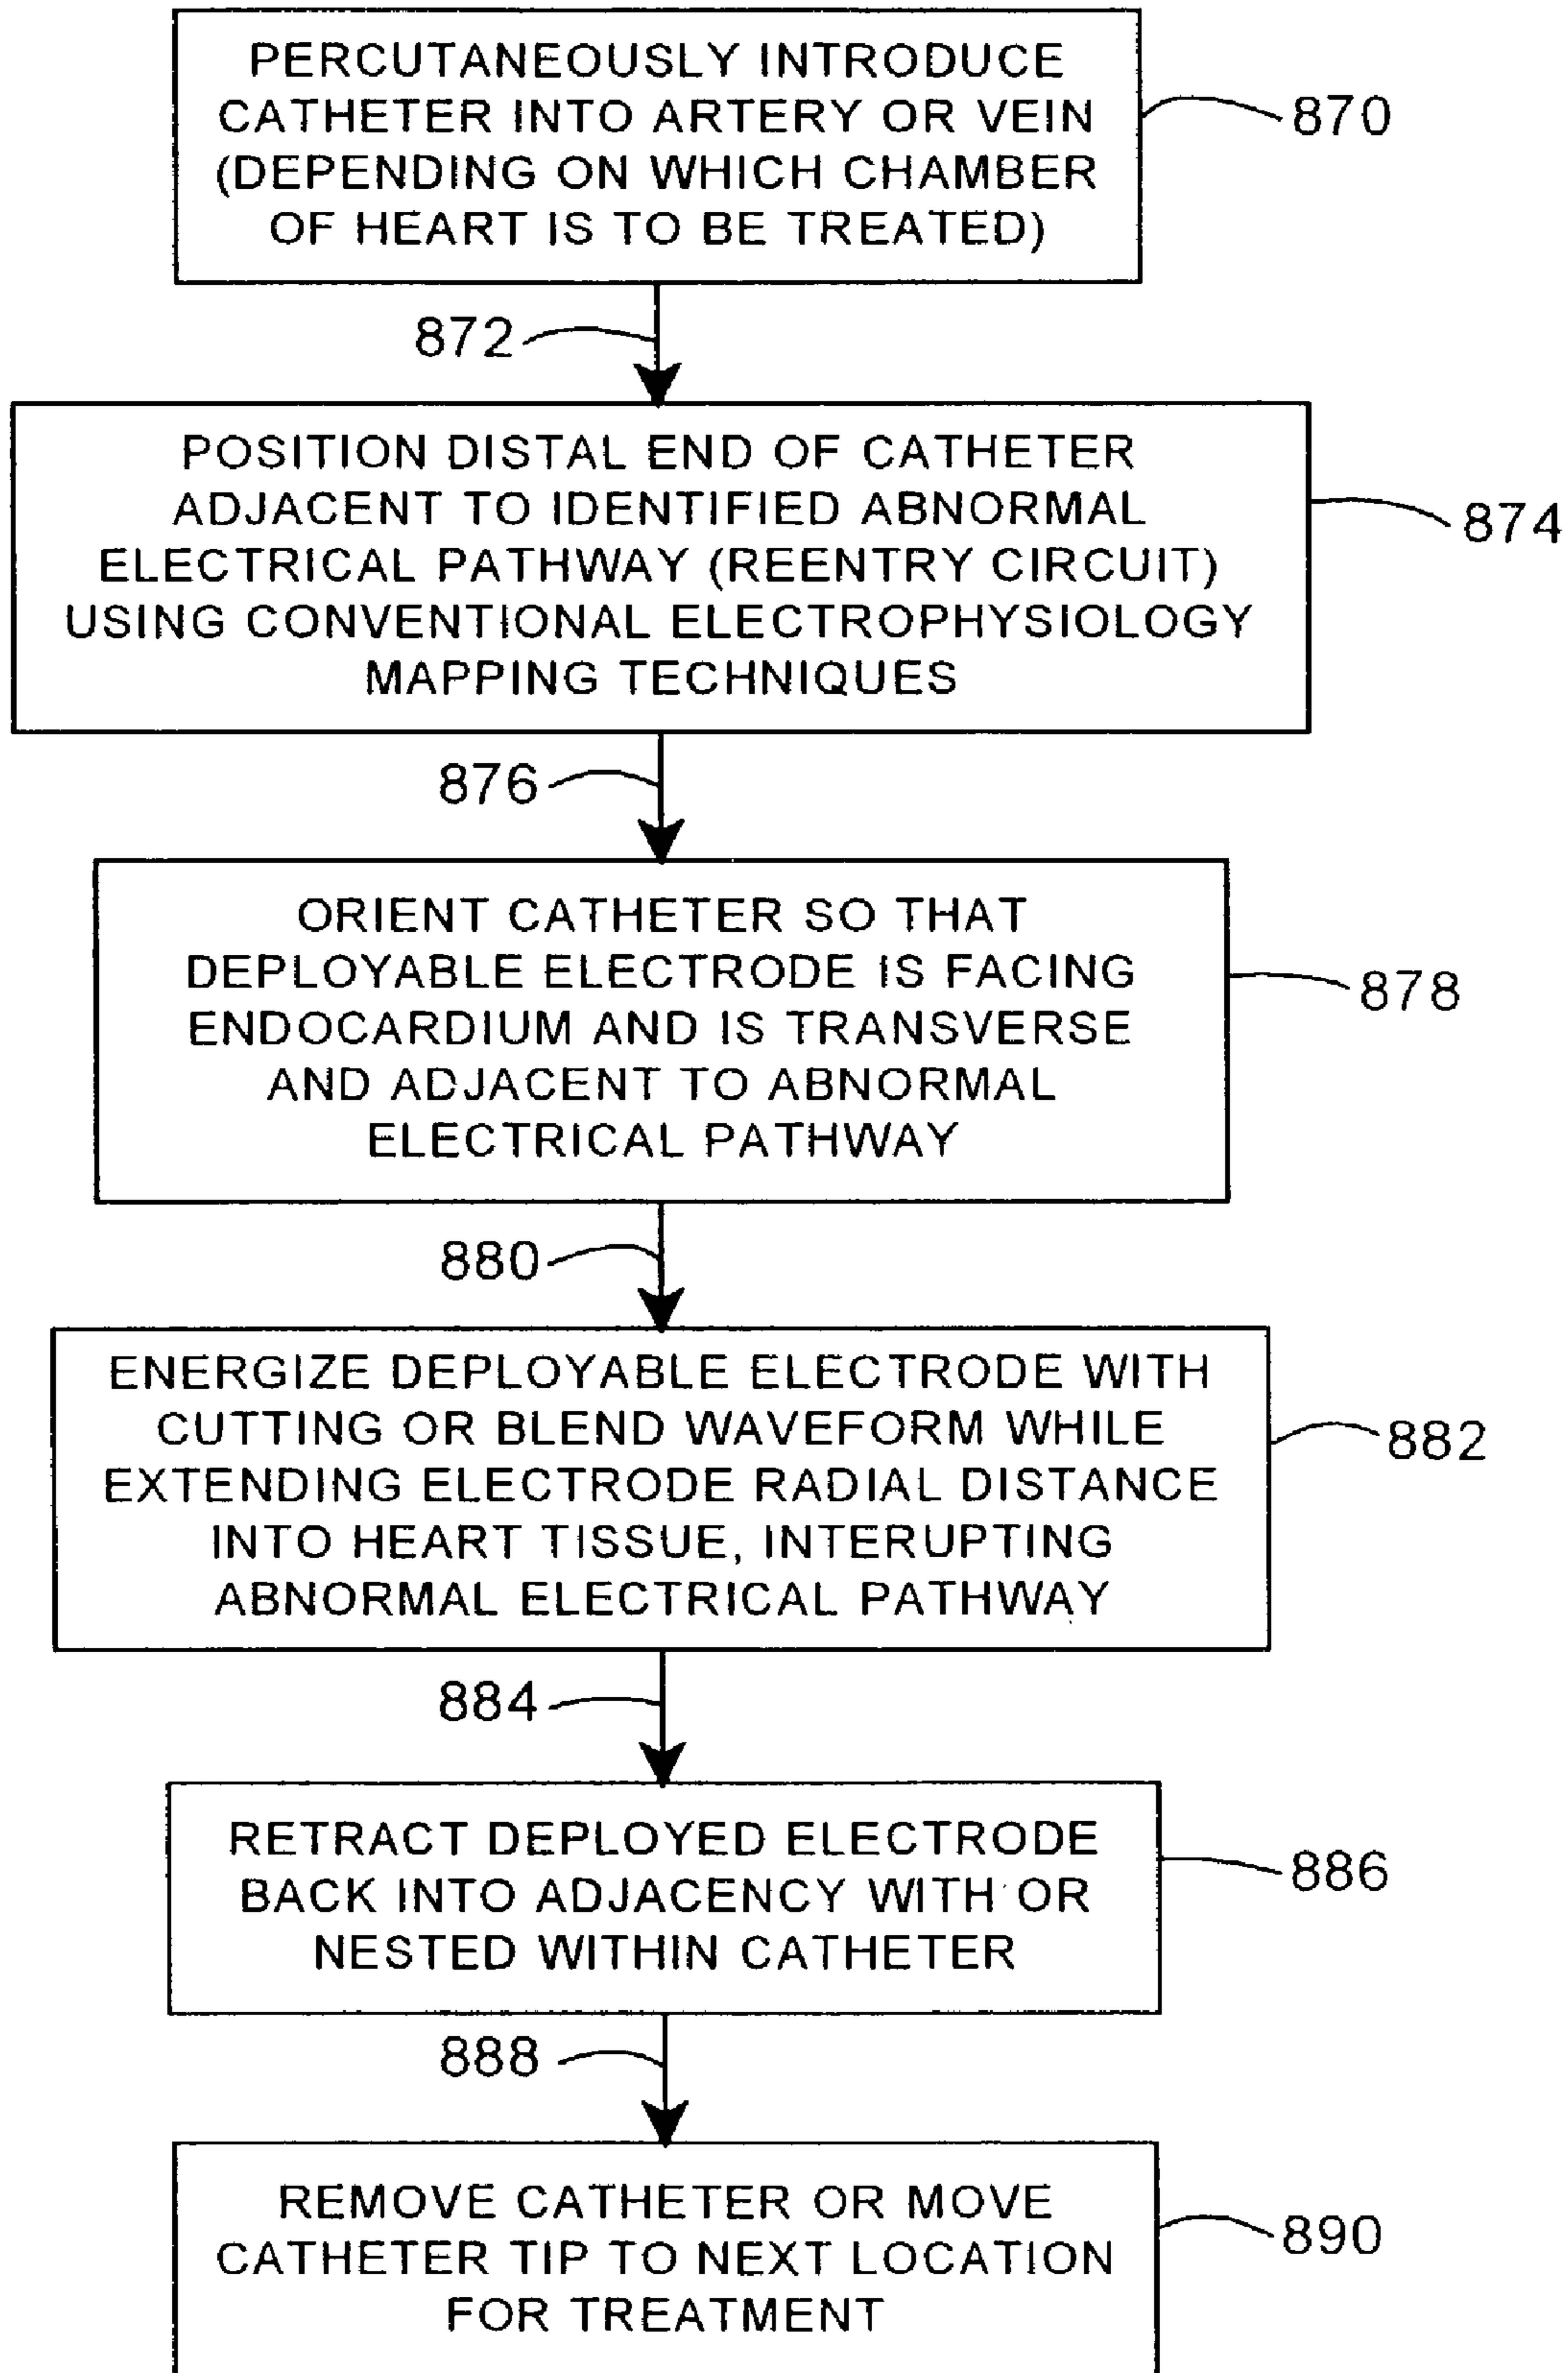 PERCUTANEOUSLY INTRODUCE
CATHETER INTO ARTERY OR VEIN
(DEPENDING ON WHICH CHAMBER
OF HEART IS TO BE TREATED)
870
872
POSITION DISTAL END OF CATHETER
ADJACENT TO IDENTIFIED ABNORMAL
ELECTRICAL PATHWAY (REENTRY CIRCUIT)
USING CONVENTIONAL ELECTROPHYSIOLOGY
MAPPING TECHNIQUES
874
876
ORIENT CATHETER SO THAT
DEPLOYABLE ELECTRODE IS FACING
ENDOCARDIUM AND IS TRANSVERSE
AND ADJACENT TO ABNORMAL
ELECTRICAL PATHWAY
878
880
ENERGIZE DEPLOYABLE ELECTRODE WITH
CUTTING OR BLEND WAVEFORM WHILE
EXTENDING ELECTRODE RADIAL DISTANCE
INTO HEART TISSUE, INTERUPTING
ABNORMAL ELECTRICAL PATHWAY
882
884
RETRACT DEPLOYED ELECTRODE
BACK INTO ADJACENCY WITH OR
NESTED WITHIN CATHETER
886
888
REMOVE CATHETER OR MOVE
CATHETER TIP TO NEXT LOCATION
FOR TREATMENT
890